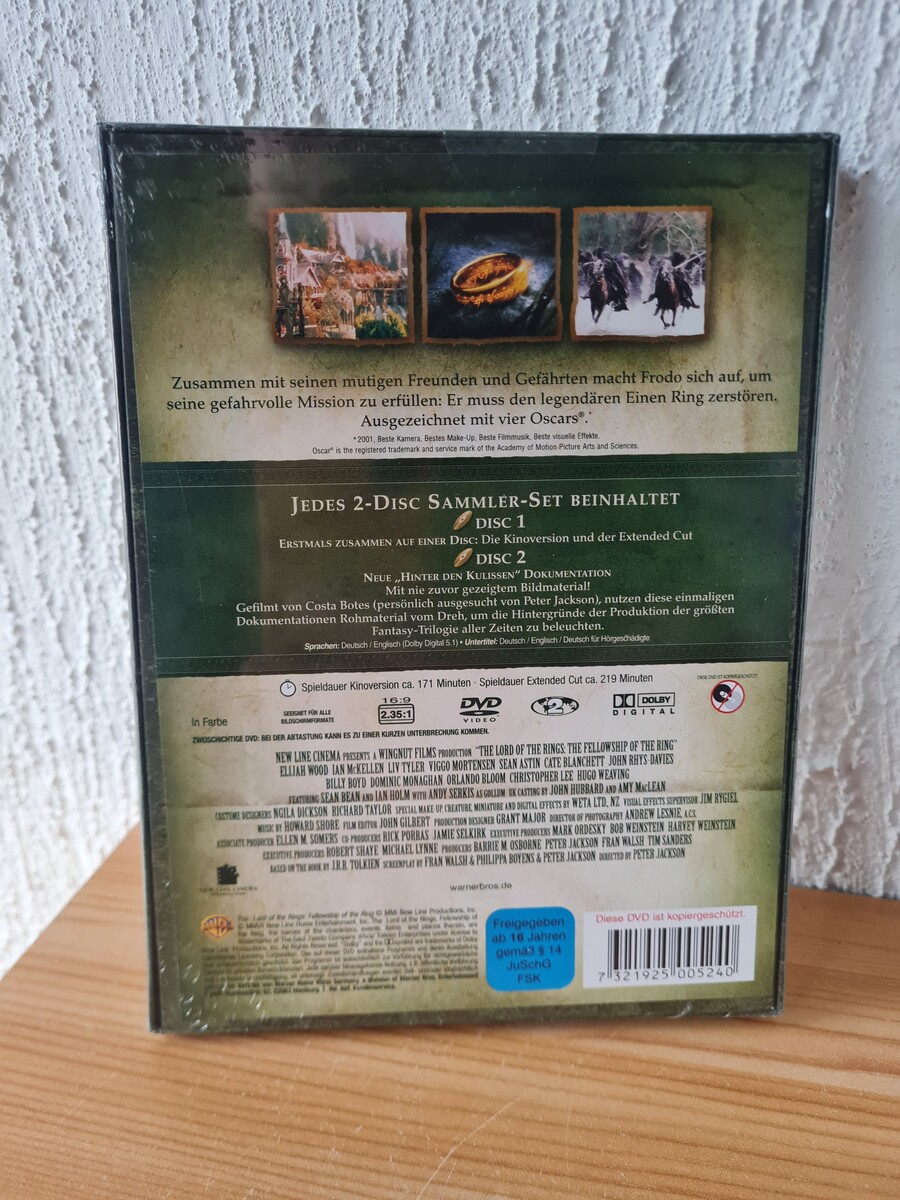 Zusammen mit seinen mutigen Freunden und Gefährten macht Frodo sich auf, um
seine gefahrvolle Mission zu erfüllen: Er muss den legendären Einen Ring zerstören.
Ausgezeichnet mit vier Oscars®.*
*2001, Beste Kamera, Bestes Make-Up, Beste Filmmusik, Beste visuelle Effekte.
Oscar® is the registered trademark and service mark of the Academy of Motion Picture Arts and Sciences.
JEDES 2-DISC SAMMLER-SET BEINHALTET
DISC 1
ERSTMALS ZUSAMMEN AUF EINER DISC: Die Kinoversion und der Extended Cut
DISC 2
NEUE „HINTER DEN KULISSEN" DOKUMENTATION
Mit nie zuvor gezeigtem Bildmaterial!
Gefilmt von Costa Botes (persönlich ausgesucht von Peter Jackson), nutzen diese einmaligen
Dokumentationen Rohmaterial vom Dreh, um die Hintergründe der Produktion der größten
Fantasy-Trilogie aller Zeiten zu beleuchten.
Sprachen: Deutsch / Englisch (Dolby Digital 5.1) • Untertitel: Deutsch / Englisch / Deutsch für Hörgeschädigte
Spieldauer Kinoversion ca. 171 Minuten · Spieldauer Extended Cut ca. 219 Minuten
DIESE DVD IST KOPIERGESCHÜTZT
In Farbe
GEEIGNET FÜR ALLE
BILDSCHIRMFORMATE
16:9
2.35:1
DVD
VIDEO
2
DOLBY
DIGITAL
ZWEISCHICHTIGE DVD: BEI DER ABTASTUNG KANN ES ZU EINER KURZEN UNTERBRECHUNG KOMMEN.
NEW LINE CINEMA PRESENTS A WINGNUT FILMS PRODUCTION "THE LORD OF THE RINGS: THE FELLOWSHIP OF THE RING"
ELIJAH WOOD IAN McKELLEN LIV TYLER VIGGO MORTENSEN SEAN ASTIN CATE BLANCHETT JOHN RHYS-DAVIES
BILLY BOYD DOMINIC MONAGHAN ORLANDO BLOOM CHRISTOPHER LEE HUGO WEAVING
FEATURING SEAN BEAN AND IAN HOLM WITH ANDY SERKIS AS GOLLUM UK CASTING BY JOHN HUBBARD AND AMY MacLEAN
COSTUME DESIGNERS NGILA DICKSON RICHARD TAYLOR SPECIAL MAKE UP, CREATURE, MINIATURE AND DIGITAL EFFECTS BY WETA LTD, NZ VISUAL EFFECTS SUPERVISOR JIM RYGIEL
MUSIC BY HOWARD SHORE FILM EDITOR JOHN GILBERT PRODUCTION DESIGNER GRANT MAJOR DIRECTOR OF PHOTOGRAPHY ANDREW LESNIE, A.C.S.
ASSOCIATE PRODUCER ELLEN M. SOMERS CO-PRODUCERS RICK PORRAS JAMIE SELKIRK EXECUTIVE PRODUCERS MARK ORDESKY BOB WEINSTEIN HARVEY WEINSTEIN
EXECUTIVE PRODUCERS ROBERT SHAYE MICHAEL LYNNE PRODUCERS BARRIE M. OSBORNE PETER JACKSON FRAN WALSH TIM SANDERS
BASED ON THE BOOK BY J.R.R. TOLKIEN SCREENPLAY BY FRAN WALSH & PHILIPPA BOYENS & PETER JACKSON DIRECTED BY PETER JACKSON
NEW LINE CINEMA
warnerbros.de
Freigegeben
ab 16 Jahren
gemäß § 14
JuSchG
FSK
Diese DVD ist kopiergeschützt.
7 321925 005240